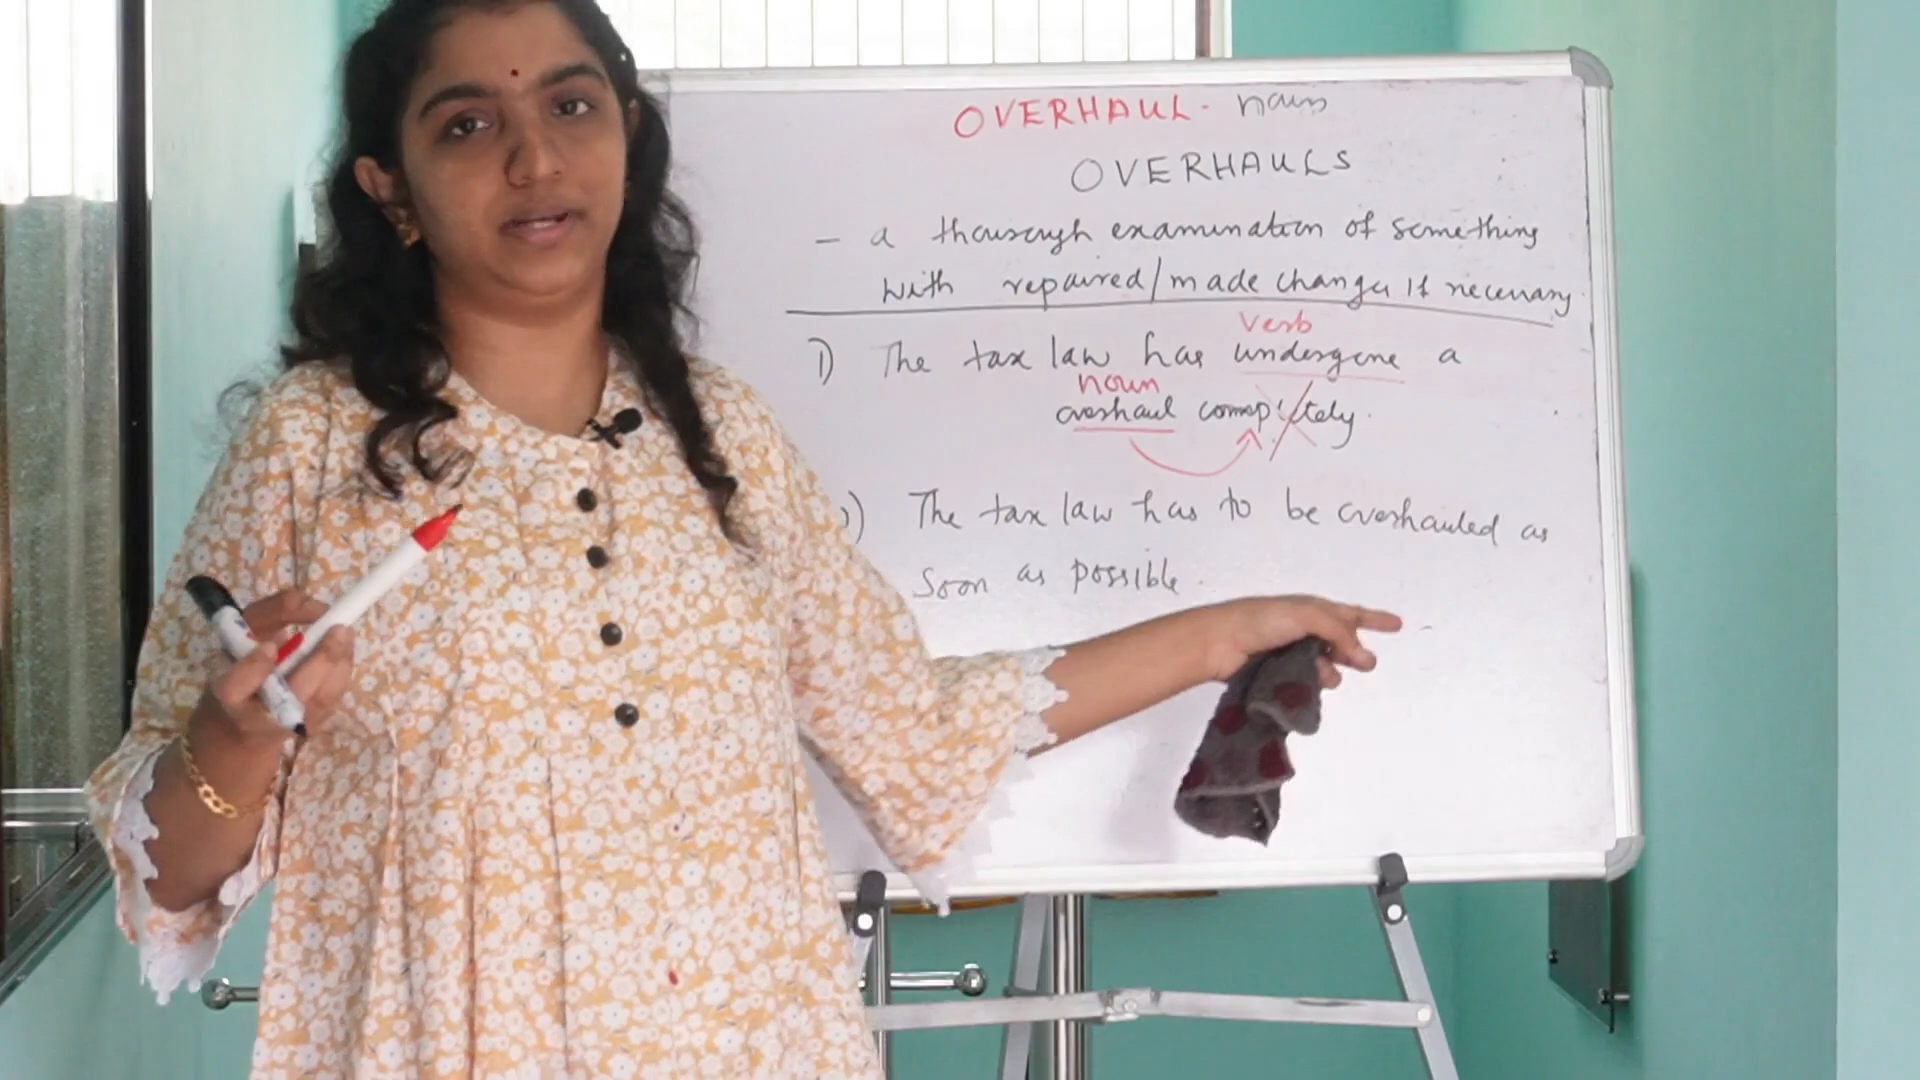 OVERHAUL - noun
OVERHAULS
- a thorough examination of something
with repaired/made changes if necessary.
verb
1) The tax law has undergone a
noun
overhaul completely.
) The tax law has to be overhauled as
soon as possible.